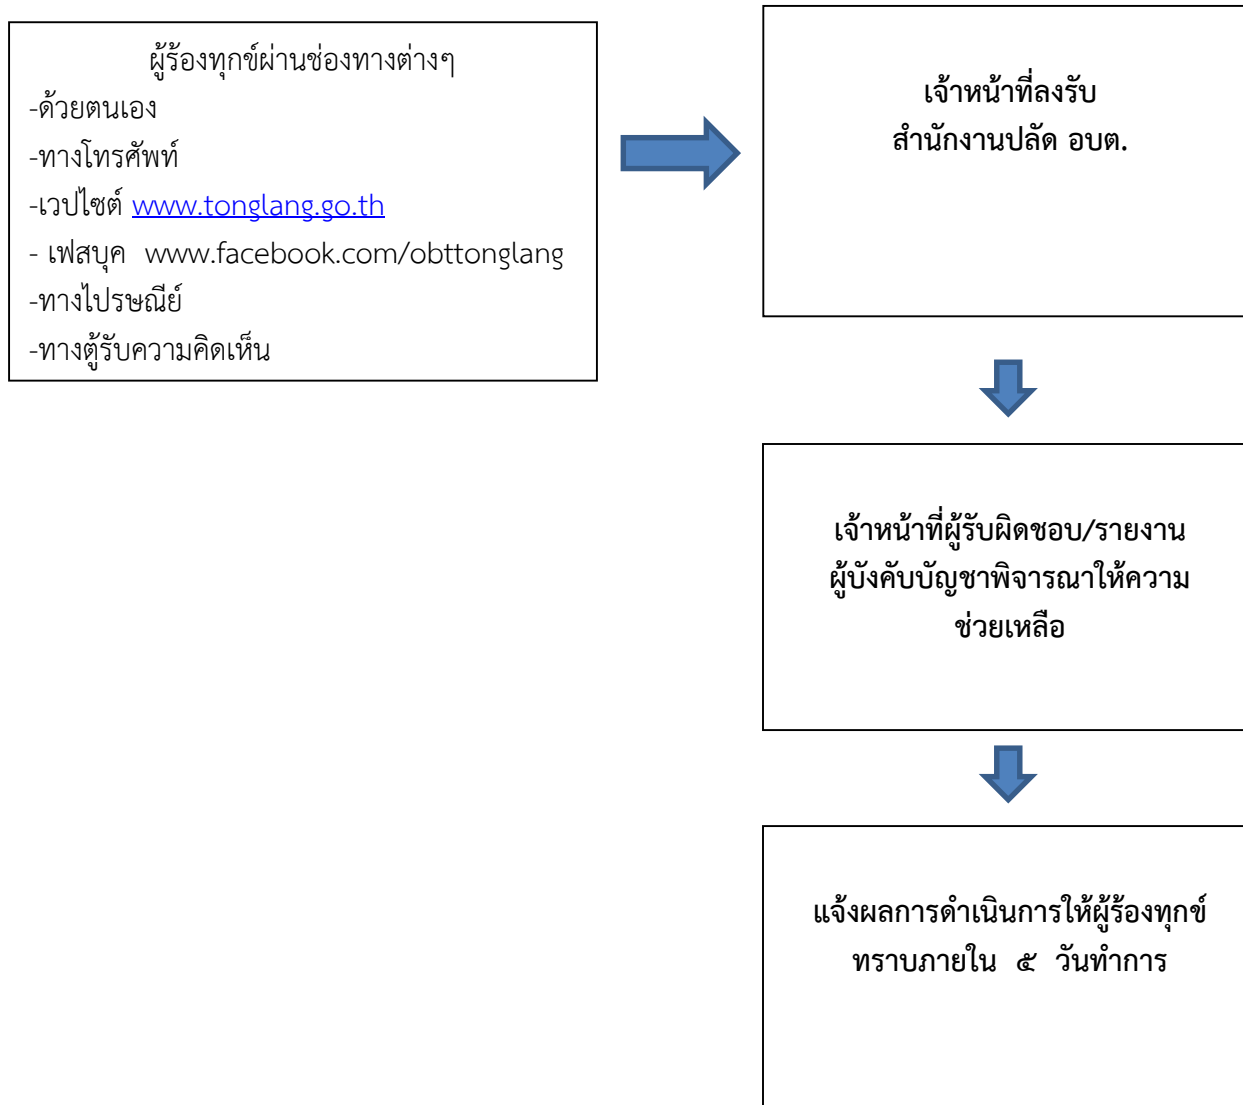 ผู้ร้องทุกข์ผ่านช่องทางต่างๆ
-ด้วยตนเอง
-ทางโทรศัพท์
-เวปไซต์ www.tonglang.go.th
- เฟสบุค www.facebook.com/obttonglang
-ทางไปรษณีย์
-ทางตู้รับความคิดเห็น
เจ้าหน้าที่ลงรับ
สำนักงานปลัด อบต.
เจ้าหน้าที่ผู้รับผิดชอบ/รายงาน
ผู้บังคับบัญชาพิจารณาให้ความ
ช่วยเหลือ
แจ้งผลการดำเนินการให้ผู้ร้องทุกข์
ทราบภายใน ๕ วันทำการ